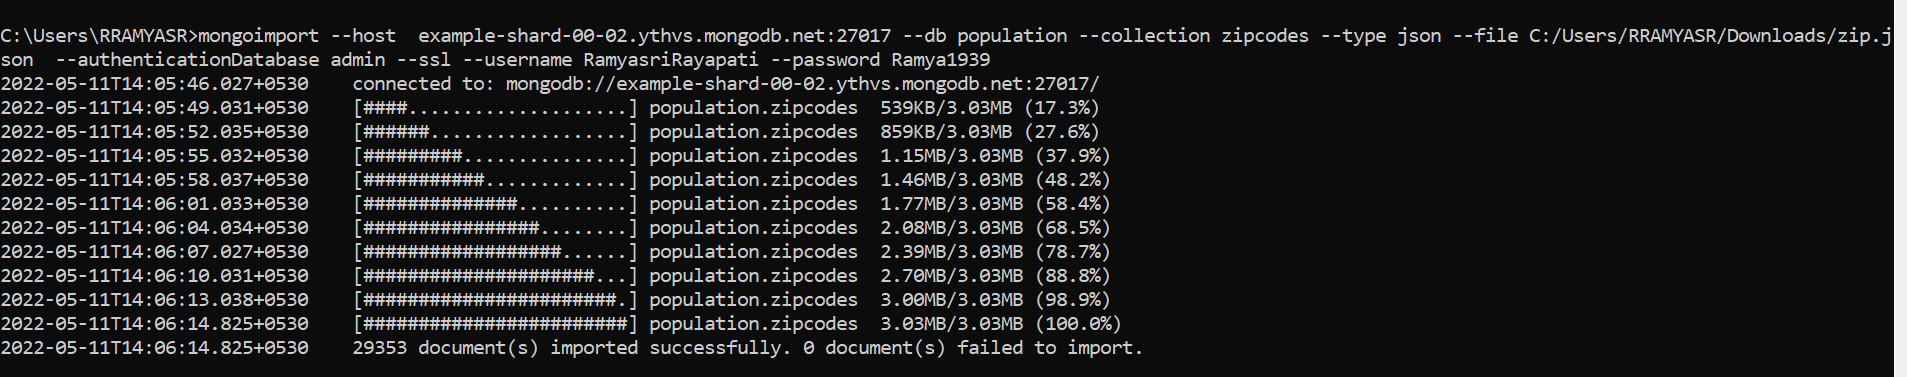 C:\Users\RRAMYASR>mongoimport --host  example-shard-00-02.ythvs.mongodb.net:27017 --db population --collection zipcodes --type json --file C:/Users/RRAMYASR/Downloads/zip.j
son  --authenticationDatabase admin --ssl --username RamyasriRayapati --password Ramya1939
2022-05-11T14:05:46.027+0530    connected to: mongodb://example-shard-00-02.ythvs.mongodb.net:27017/
2022-05-11T14:05:49.031+0530    [####....................] population.zipcodes  539KB/3.03MB (17.3%)
2022-05-11T14:05:52.035+0530    [######..................] population.zipcodes  859KB/3.03MB (27.6%)
2022-05-11T14:05:55.032+0530    [#########...............] population.zipcodes  1.15MB/3.03MB (37.9%)
2022-05-11T14:05:58.037+0530    [###########.............] population.zipcodes  1.46MB/3.03MB (48.2%)
2022-05-11T14:06:01.033+0530    [##############..........] population.zipcodes  1.77MB/3.03MB (58.4%)
2022-05-11T14:06:04.034+0530    [################........] population.zipcodes  2.08MB/3.03MB (68.5%)
2022-05-11T14:06:07.027+0530    [##################......] population.zipcodes  2.39MB/3.03MB (78.7%)
2022-05-11T14:06:10.031+0530    [#####################...] population.zipcodes  2.70MB/3.03MB (88.8%)
2022-05-11T14:06:13.038+0530    [#######################.] population.zipcodes  3.00MB/3.03MB (98.9%)
2022-05-11T14:06:14.825+0530    [########################] population.zipcodes  3.03MB/3.03MB (100.0%)
2022-05-11T14:06:14.825+0530    29353 document(s) imported successfully. 0 document(s) failed to import.